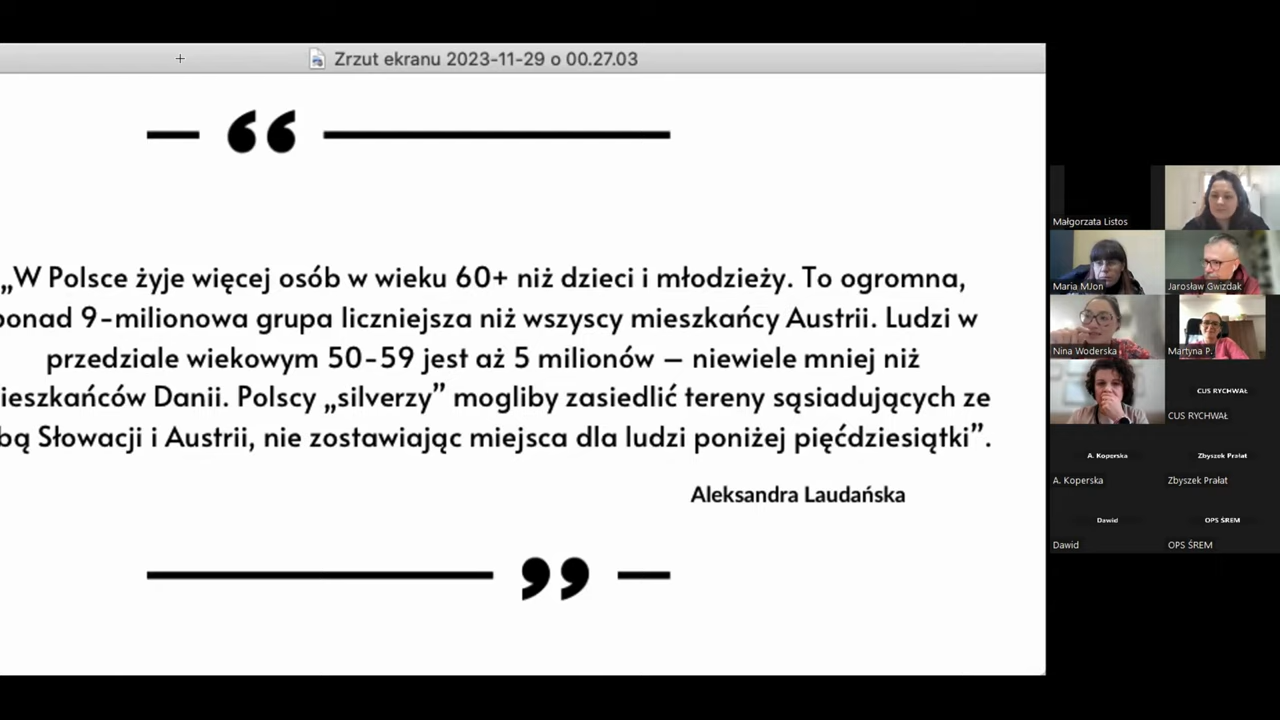 Zrzut ekranu 2023-11-29 o 00.27.03
„W Polsce żyje więcej osób w wieku 60+ niż dzieci i młodzieży. To ogromna,
9-milionowa grupa liczniejsza niż wszyscy mieszkańcy Austrii. Ludzi w
przedziale wiekowym 50-59 jest aż 5 milionów – niewiele mniej niż
Danii. Polscy „silverzy” mogliby zasiedlić tereny sąsiadujących ze
Słowacji i Austrii, nie zostawiając miejsca dla ludzi poniżej pięćdziesiątki”.
Aleksandra Laudańska
Małgorzata Listos
Maria MJon
Jarosław Gwizdak
Nina Woderska
Martyna P.
CUS RYCHWAŁ
CUS RYCHWAŁ
A. Koperska
Zbyszek Prałat
A. Koperska
Zbyszek Prałat
Dawid
OPS ŚREM
Dawid
OPS ŚREM